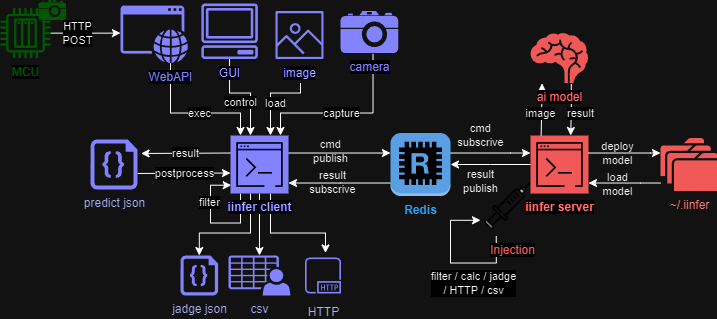 HTTP
POST
MCU
WebAPI
GUI
image
camera
exec
control
load
capture
ai model
image
result
predict json
result
postprocess
filter
iinfer client
cmd
publish
result
subscrive
R
Redis
cmd
subscrive
result
publish
iinfer server
deploy
model
load
model
~/.iinfer
Injection
filter / calc / jadge
/ HTTP / csv
jadge json
csv
HTTP
HTTP